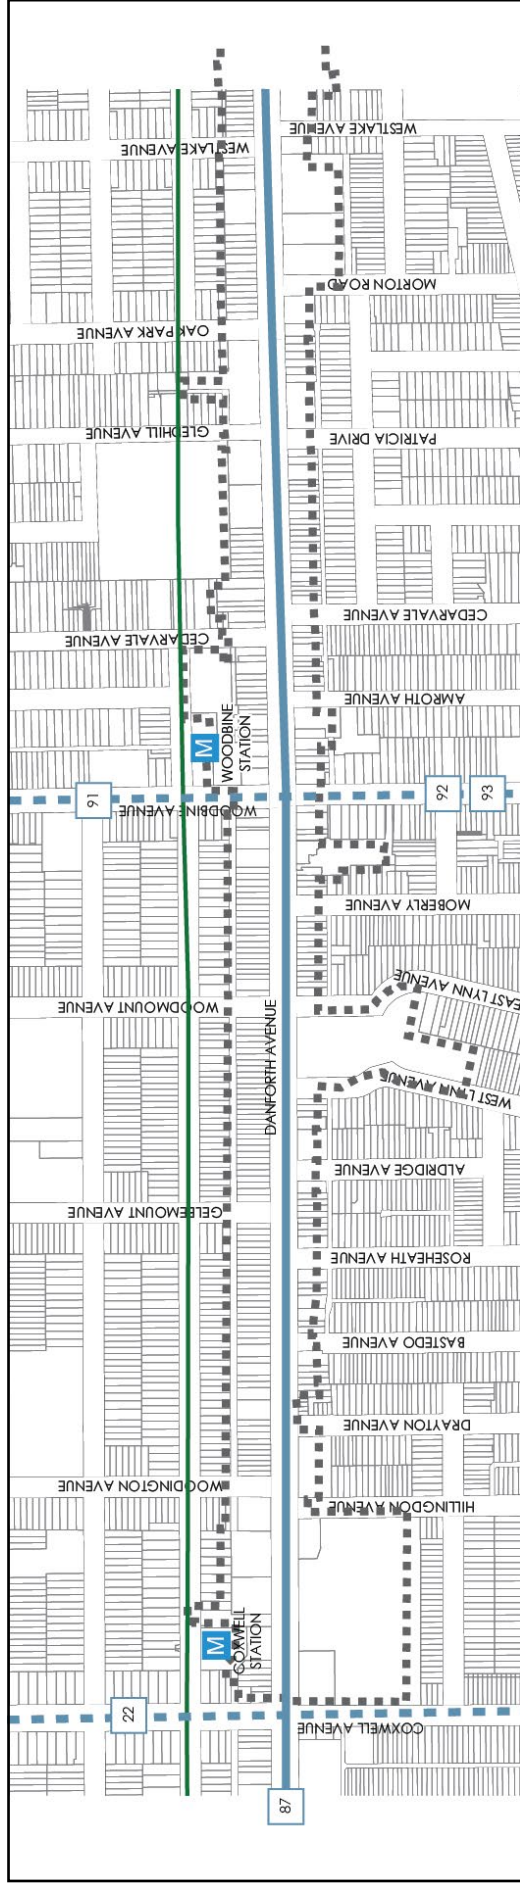 WESTLAKE AVENUE
WESTLAKE AVENUE
MORTON ROAD
OAK PARK AVENUE
GLEDHILL AVENUE
PATRICIA DRIVE
CEDARVALE AVENUE
CEDARVALE AVENUE
AMROTH AVENUE
M
WOODBINE
STATION
91
92
93
WOODBINE AVENUE
MOBERLY AVENUE
EAST LYNN AVENUE
WOODMOUNT AVENUE
DANFORTH AVENUE
WEST LYNN AVENUE
ALDRIDGE AVENUE
GELBEMOUNT AVENUE
ROSEHEATH AVENUE
BASTEDO AVENUE
DRAYTON AVENUE
WOODINGTON AVENUE
HILLINGDON AVENUE
M
COXWELL
STATION
22
COXWELL AVENUE
87